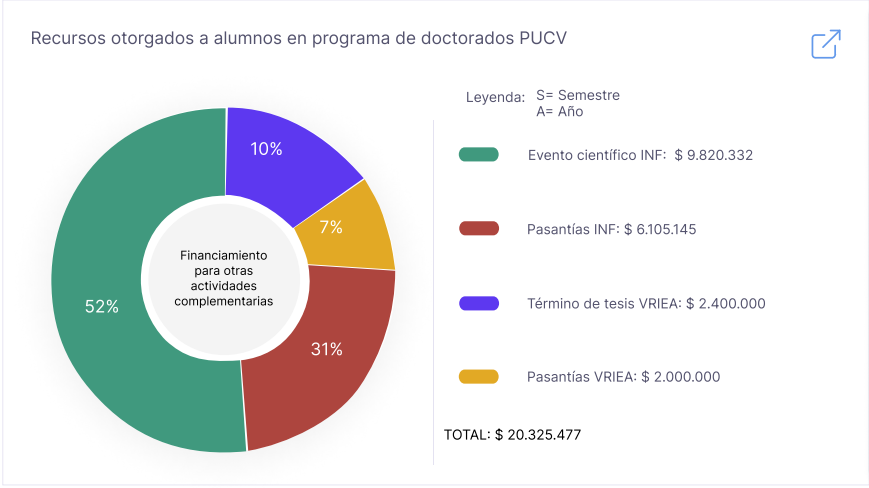 Recursos otorgados a alumnos en programa de doctorados PUCV
Leyenda: S= Semestre
A= Año
10%
7%
31%
52%
Financiamiento
para otras
actividades
complementarias
Evento científico INF: $ 9.820.332
Pasantías INF: $ 6.105.145
Término de tesis VRIEA: $ 2.400.000
Pasantías VRIEA: $ 2.000.000
TOTAL: $ 20.325.477